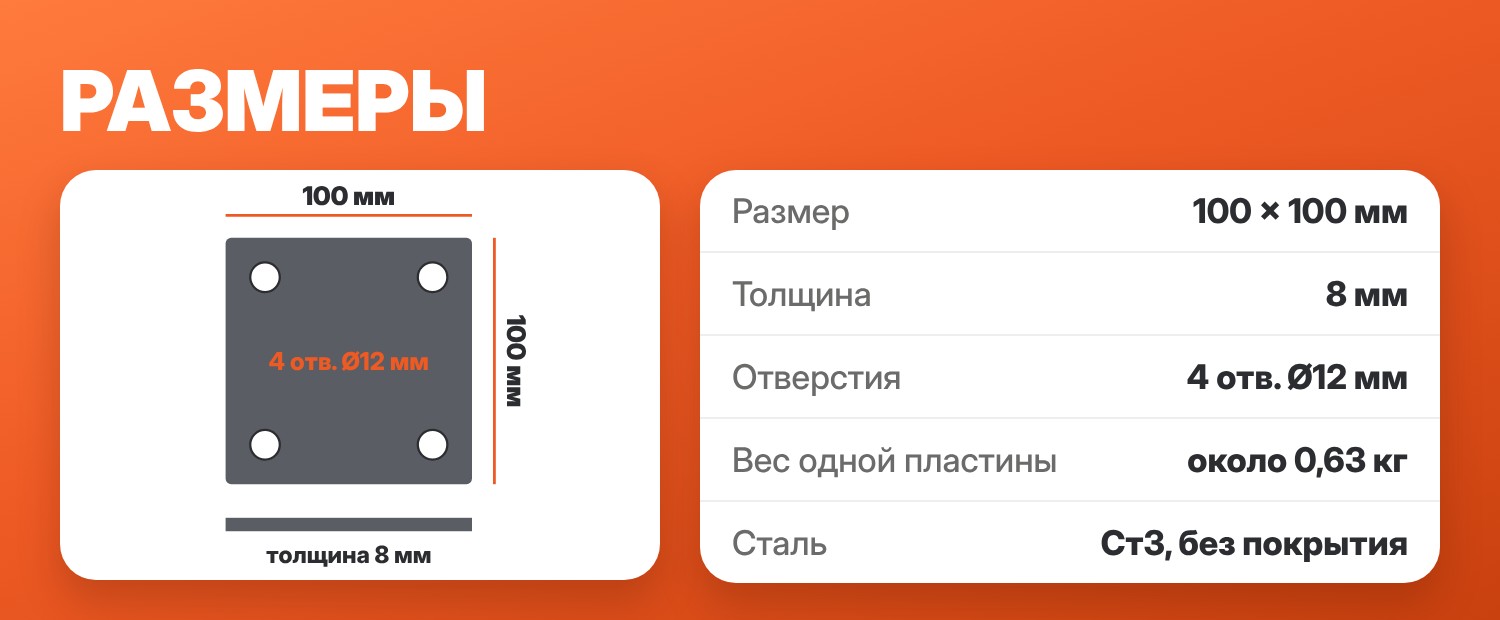 РАЗМЕРЫ
100 мм
4 отв. Ø12 мм
100 мм
толщина 8 мм
Размер 100 × 100 мм
Толщина 8 мм
Отверстия 4 отв. Ø12 мм
Вес одной пластины около 0,63 кг
Сталь Ст3, без покрытия